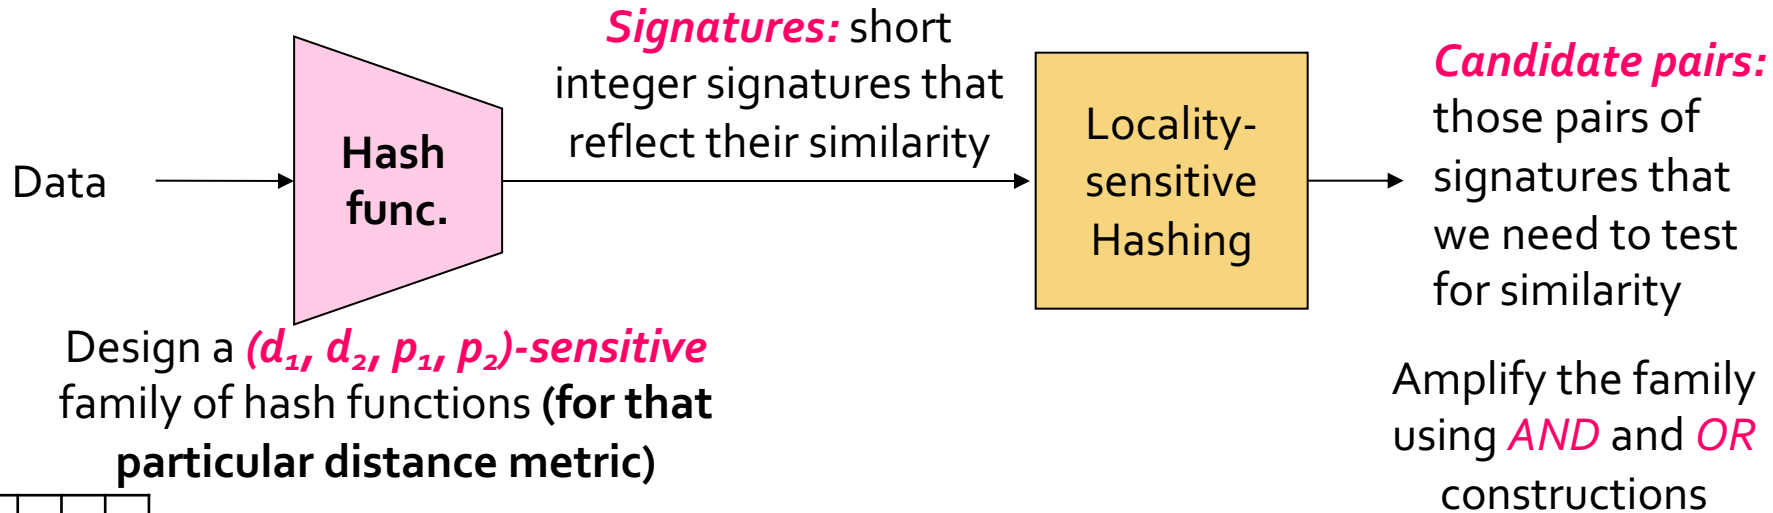 Data
Hash
func.
Signatures: short
integer signatures that
reflect their similarity
Locality-
sensitive
Hashing
Candidate pairs:
those pairs of
signatures that
we need to test
for similarity
Design a (d₁, d₂, p₁, p₂)-sensitive
family of hash functions (for that
particular distance metric)
Amplify the family
using AND and OR
constructions